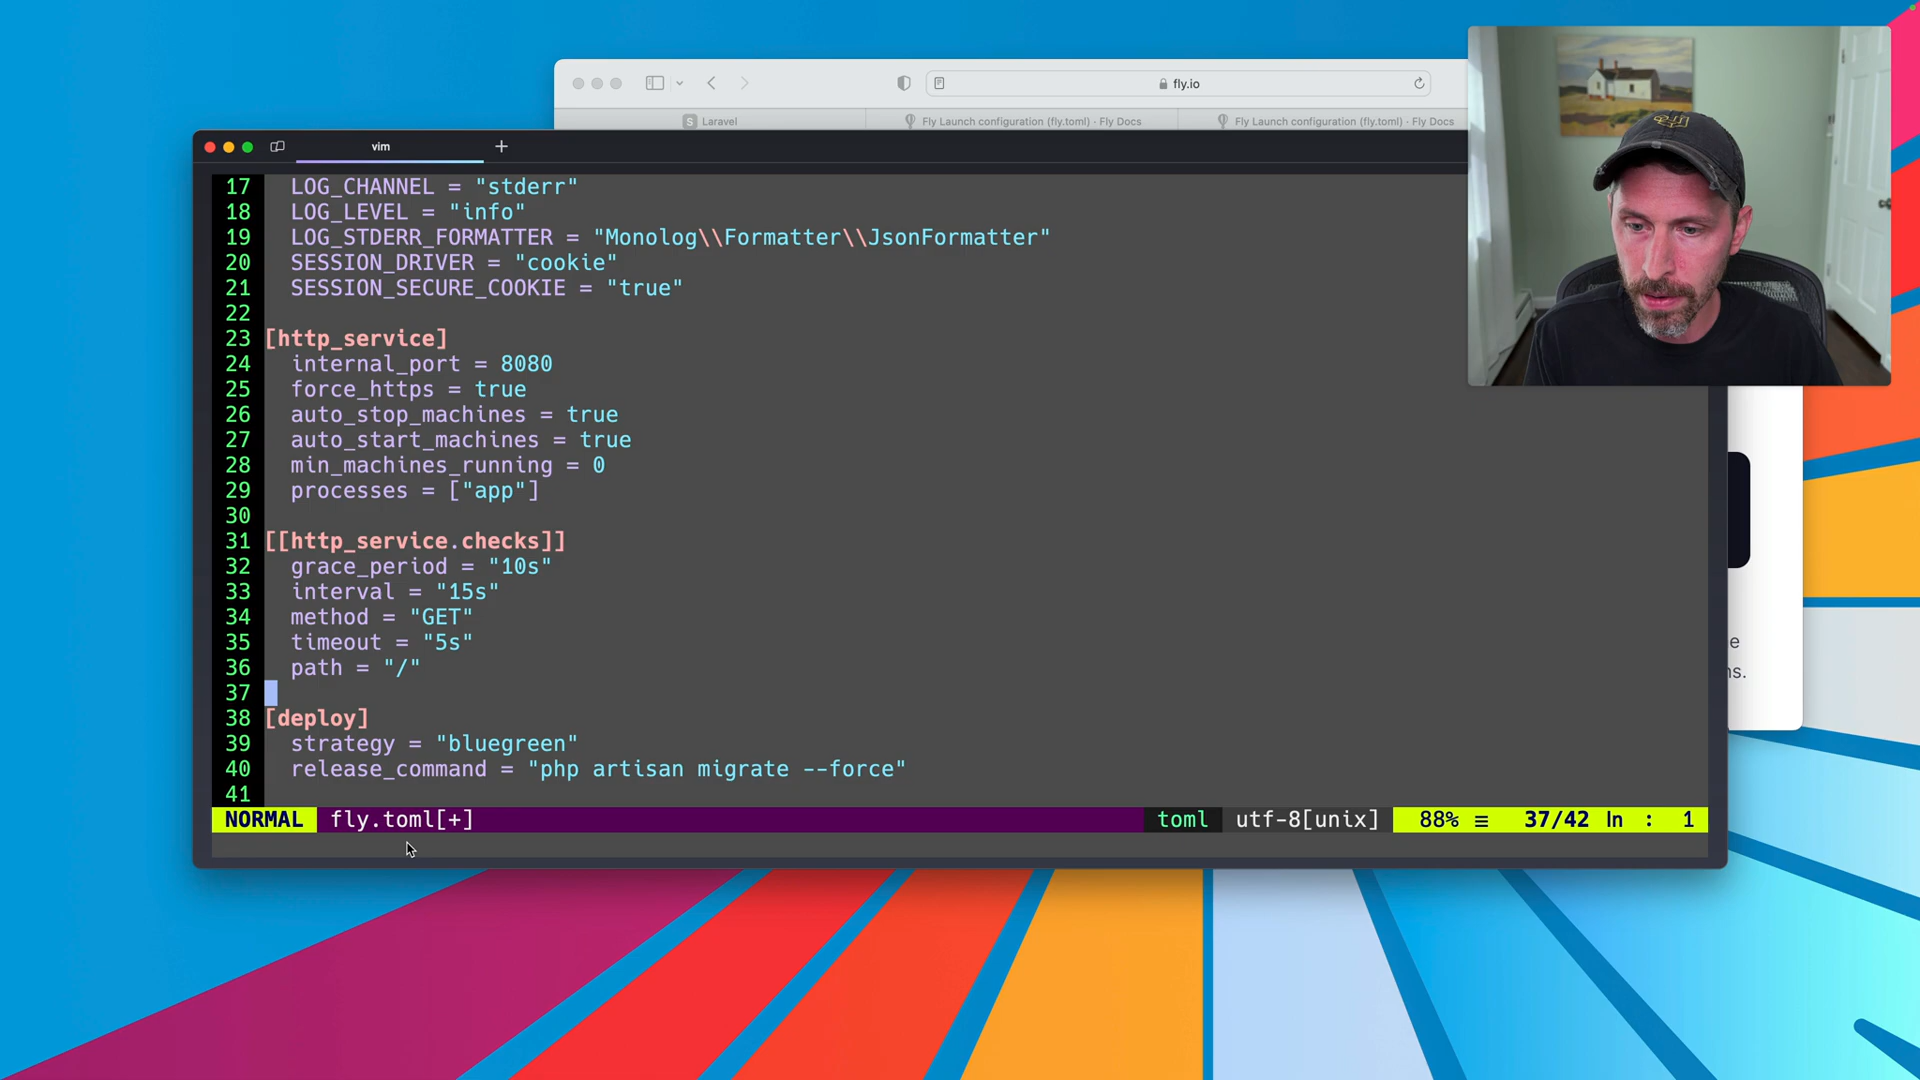 fly.io
Laravel
Fly Launch configuration (fly.toml) · Fly Docs
Fly Launch configuration (fly.toml) · Fly Docs
vim
17 LOG_CHANNEL = "stderr"
18 LOG_LEVEL = "info"
19 LOG_STDERR_FORMATTER = "Monolog\\Formatter\\JsonFormatter"
20 SESSION_DRIVER = "cookie"
21 SESSION_SECURE_COOKIE = "true"
22
23 [http_service]
24 internal_port = 8080
25 force_https = true
26 auto_stop_machines = true
27 auto_start_machines = true
28 min_machines_running = 0
29 processes = ["app"]
30
31 [[http_service.checks]]
32 grace_period = "10s"
33 interval = "15s"
34 method = "GET"
35 timeout = "5s"
36 path = "/"
37
38 [deploy]
39 strategy = "bluegreen"
40 release_command = "php artisan migrate --force"
41
NORMAL fly.toml[+] toml utf-8[unix] 88% ≡ 37/42 ln : 1